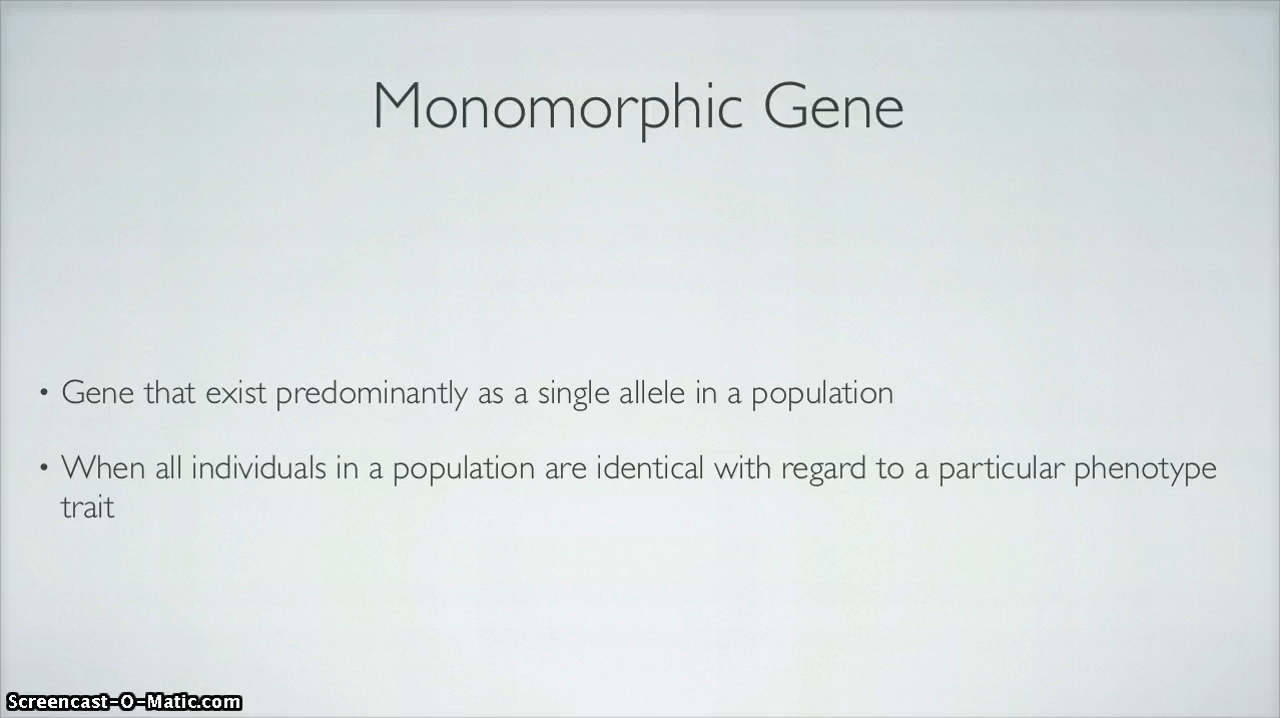 Monomorphic Gene
• Gene that exist predominantly as a single allele in a population
• When all individuals in a population are identical with regard to a particular phenotype
trait
Screencast-O-Matic.com